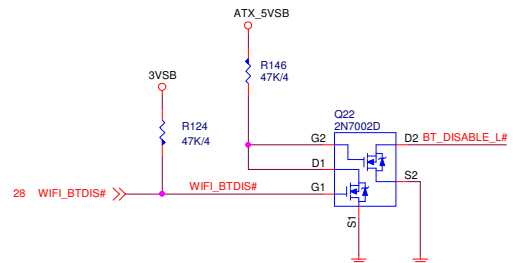 ATX_5VSB
R146
47K/4
3VSB
R124
47K/4
Q22
2N7002D
G2
D2 BT_DISABLE_L#
D1
S2
28 WIFI_BTDIS#
WIFI_BTDIS#
G1
S1